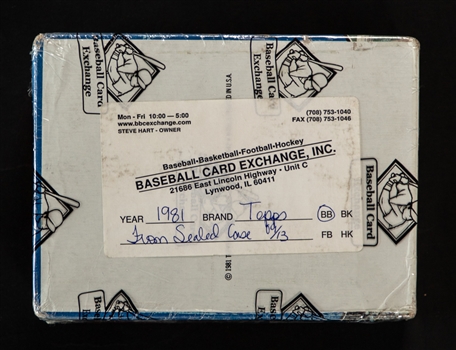 Baseball Card
Exchange
Mon - Fri 10:00 — 5:00
www.bbcexchange.com
STEVE HART - OWNER
(708) 753-1040
FAX (708) 753-1046
Baseball-Basketball-Football-Hockey
BASEBALL CARD EXCHANGE, INC.
21686 East Lincoln Highway - Unit C
Lynwood, IL 60411
YEAR 1981 BRAND Topps BB BK
From Sealed Case FB HK
Baseball Card
© 1981 T